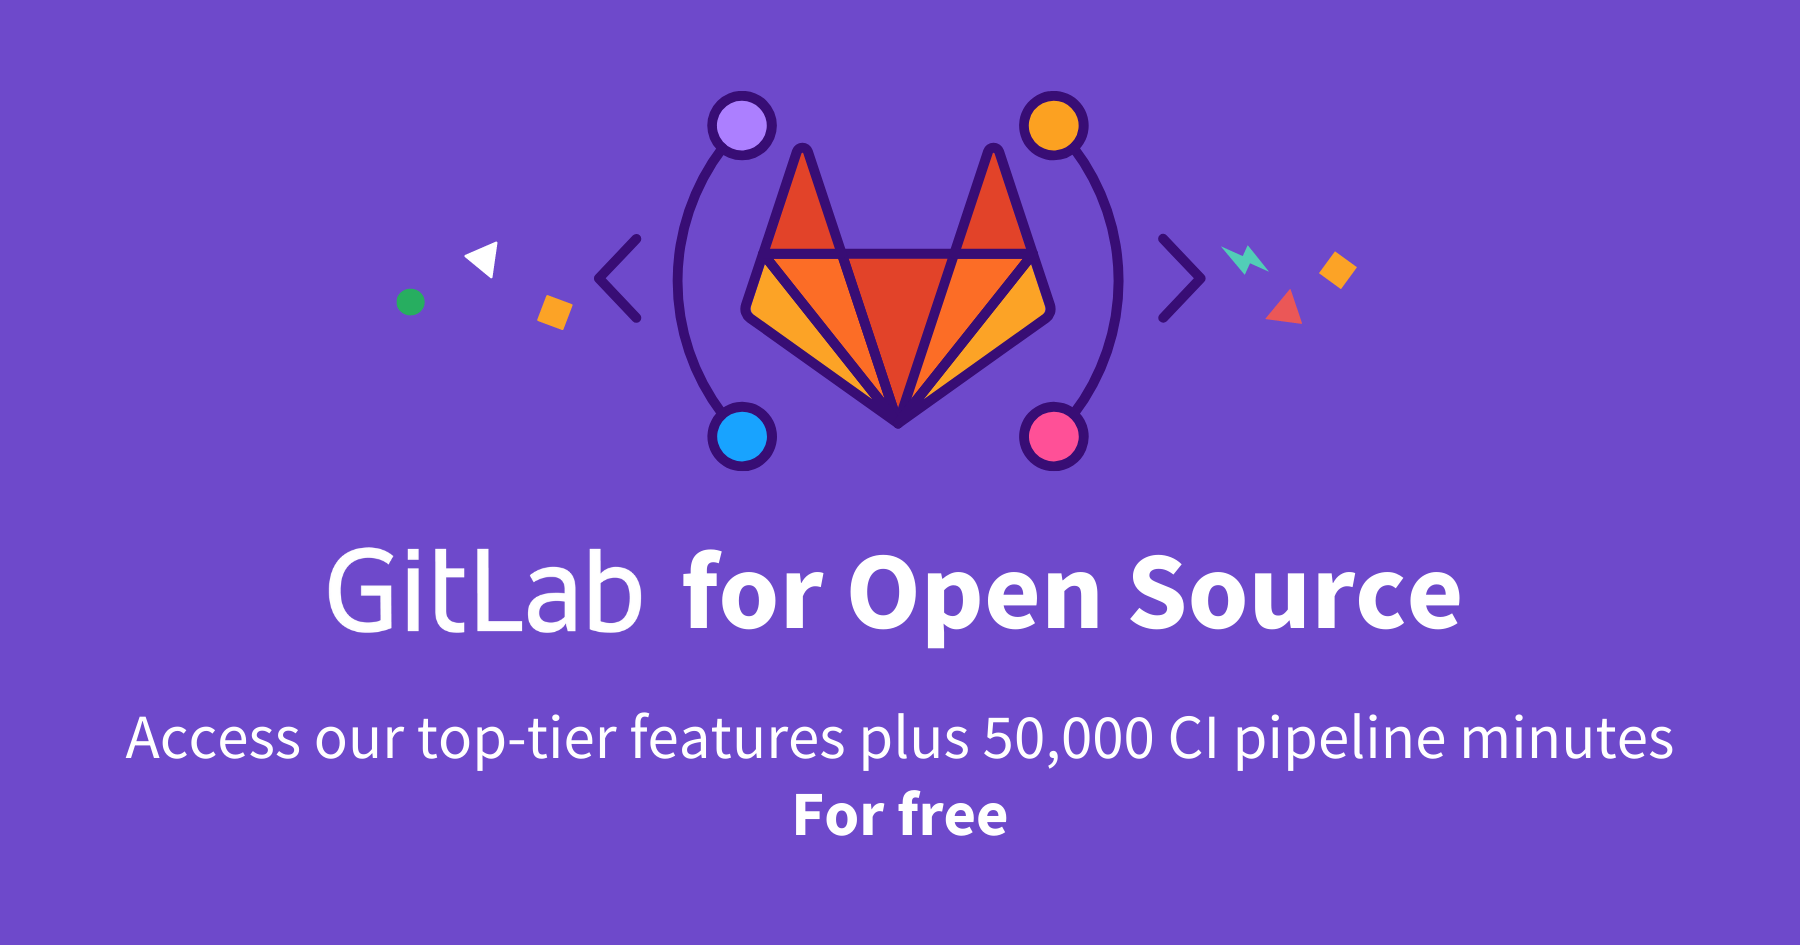 GitLab for Open Source
Access our top-tier features plus 50,000 CI pipeline minutes
For free